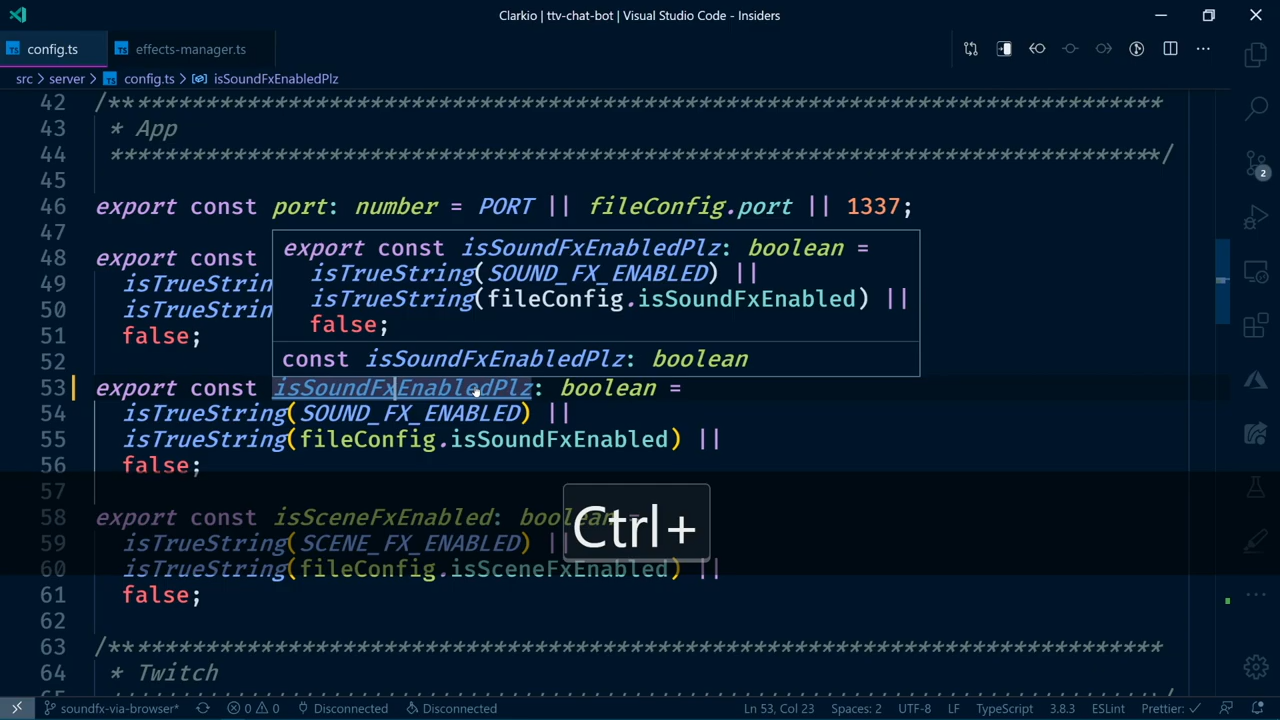 Clarkio | ttv-chat-bot | Visual Studio Code - Insiders
config.ts
effects-manager.ts
src > server > config.ts > isSoundFxEnabledPlz
42 /******************************************************************************
43 * App
44 ******************************************************************************/
45
46 export const port: number = PORT || fileConfig.port || 1337;
47
48 export const
49 isTrueStrin
50 isTrueStrin
51 false;
52
export const isSoundFxEnabledPlz: boolean =
isTrueString(SOUND_FX_ENABLED) ||
isTrueString(fileConfig.isSoundFxEnabled) ||
false;
const isSoundFxEnabledPlz: boolean
53 export const isSoundFxEnabledPlz: boolean =
54 isTrueString(SOUND_FX_ENABLED) ||
55 isTrueString(fileConfig.isSoundFxEnabled) ||
56 false;
57
Ctrl+
58 export const isSceneFxEnabled: boolean =
59 isTrueString(SCENE_FX_ENABLED) ||
60 isTrueString(fileConfig.isSceneFxEnabled) ||
61 false;
62
63 /******************************************************************************
64 * Twitch
65 ******************************************************************************/
2
soundfx-via-browser* 0 0 Disconnected Disconnected Ln 53, Col 23 Spaces: 2 UTF-8 LF TypeScript 3.8.3 ESLint Prettier: ✓